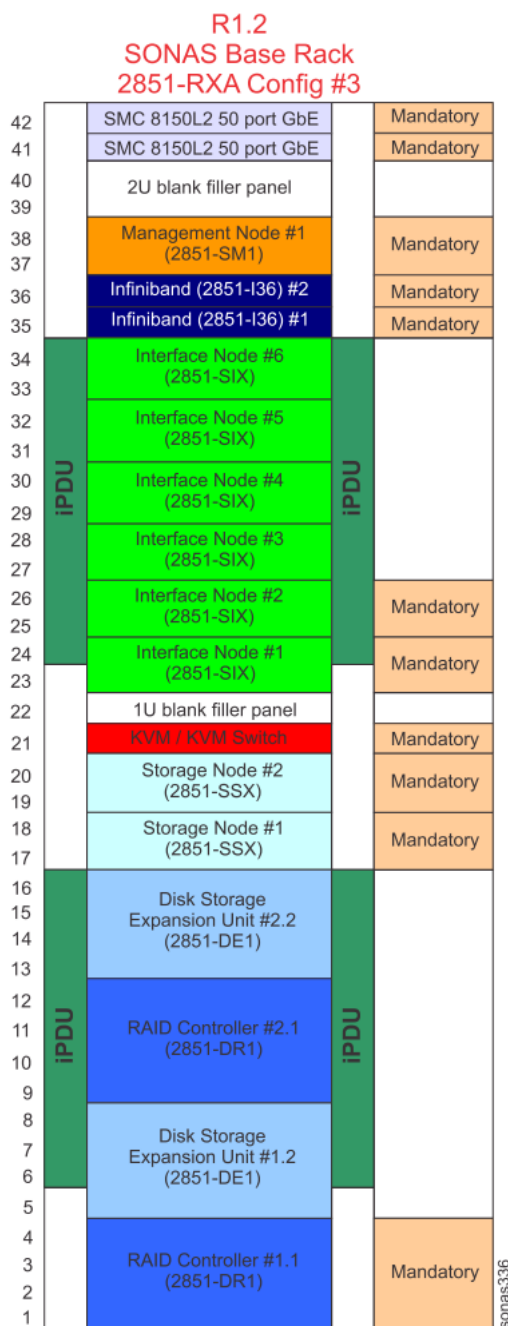 R1.2
SONAS Base Rack
2851-RXA Config #3
42 SMC 8150L2 50 port GbE Mandatory
41 SMC 8150L2 50 port GbE Mandatory
40
2U blank filler panel
39
38 Management Node #1
(2851-SM1) Mandatory
37
36 Infiniband (2851-I36) #2 Mandatory
35 Infiniband (2851-I36) #1 Mandatory
34 Interface Node #6
33 (2851-SIX)
32 Interface Node #5
(2851-SIX)
31
iPDU iPDU
30 Interface Node #4
(2851-SIX)
29
28 Interface Node #3
(2851-SIX)
27
26 Interface Node #2
(2851-SIX) Mandatory
25
24 Interface Node #1
(2851-SIX) Mandatory
23
22 1U blank filler panel
21 KVM / KVM Switch Mandatory
20 Storage Node #2
(2851-SSX) Mandatory
19
18 Storage Node #1
(2851-SSX) Mandatory
17
16
Disk Storage
15 Expansion Unit #2.2
14 (2851-DE1)
13
12
11 RAID Controller #2.1
(2851-DR1)
iPDU iPDU
10
9
8
Disk Storage
7 Expansion Unit #1.2
6 (2851-DE1)
5
4
3 RAID Controller #1.1
(2851-DR1) Mandatory
2
1
sonas336